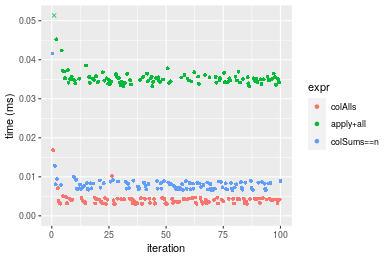 0.05
0.04
0.03
0.02
0.01
0.00
time (ms)
0
25
50
75
100
iteration
expr
colAlls
apply+all
colSums==n